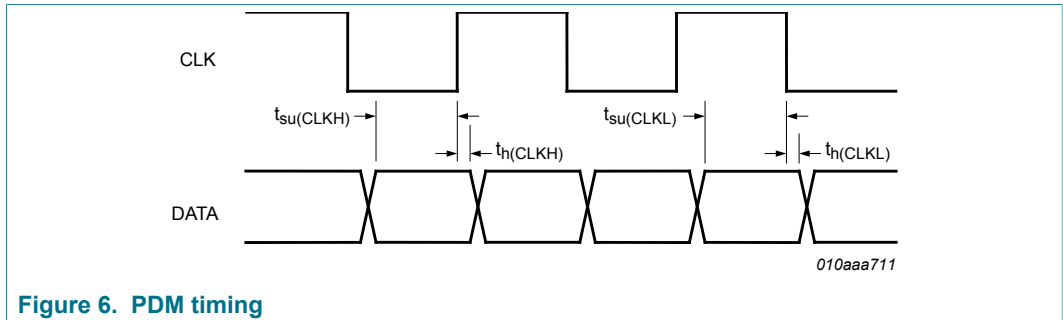 CLK
tsu(CLKH)
tsu(CLKL)
th(CLKH)
th(CLKL)
DATA
010aaa711
Figure 6. PDM timing